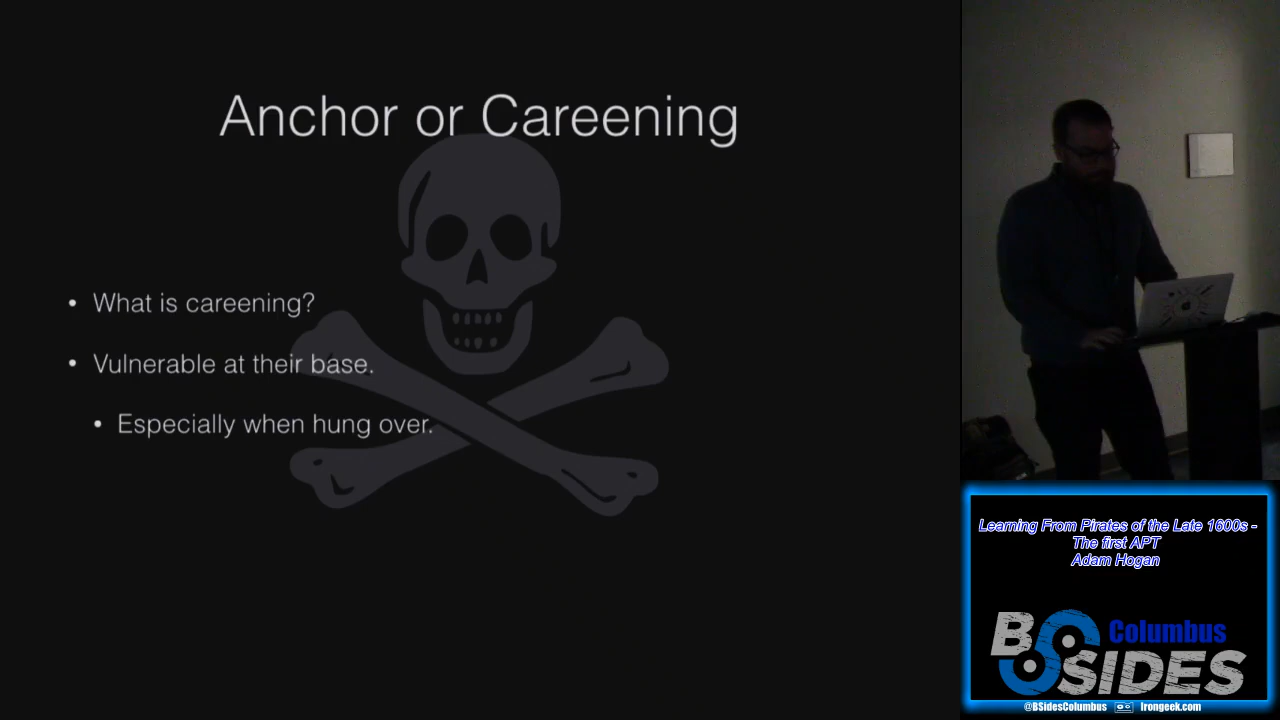 Anchor or Careening
• What is careening?
• Vulnerable at their base.
• Especially when hung over.
Learning From Pirates of the Late 1600s -
The first APT
Adam Hogan
BSIDES
Columbus
@BSidesColumbus Irongeek.com